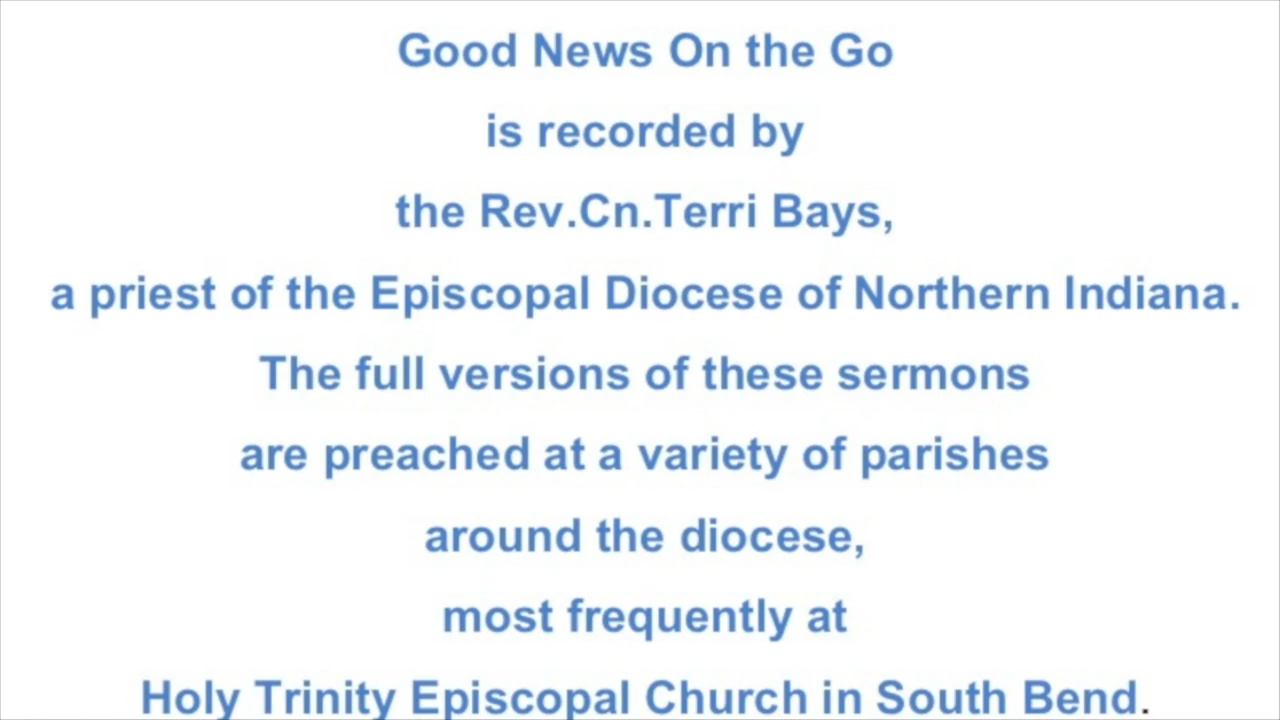 Good News On the Go
is recorded by
the Rev.Cn.Terri Bays,
a priest of the Episcopal Diocese of Northern Indiana.
The full versions of these sermons
are preached at a variety of parishes
around the diocese,
most frequently at
Holy Trinity Episcopal Church in South Bend.